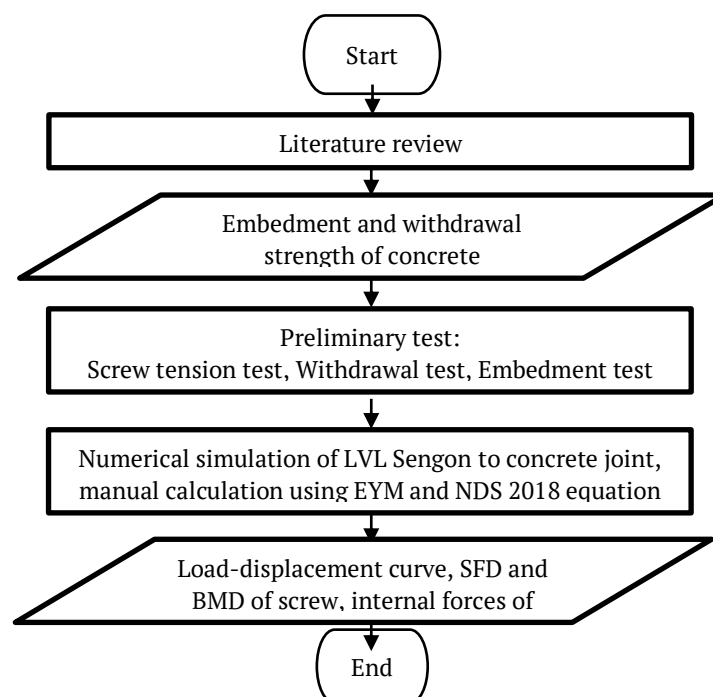 Start
Literature review
Embedment and withdrawal
strength of concrete
Preliminary test:
Screw tension test, Withdrawal test, Embedment test
Numerical simulation of LVL Sengon to concrete joint,
manual calculation using EYM and NDS 2018 equation
Load-displacement curve, SFD and
BMD of screw, internal forces of
End